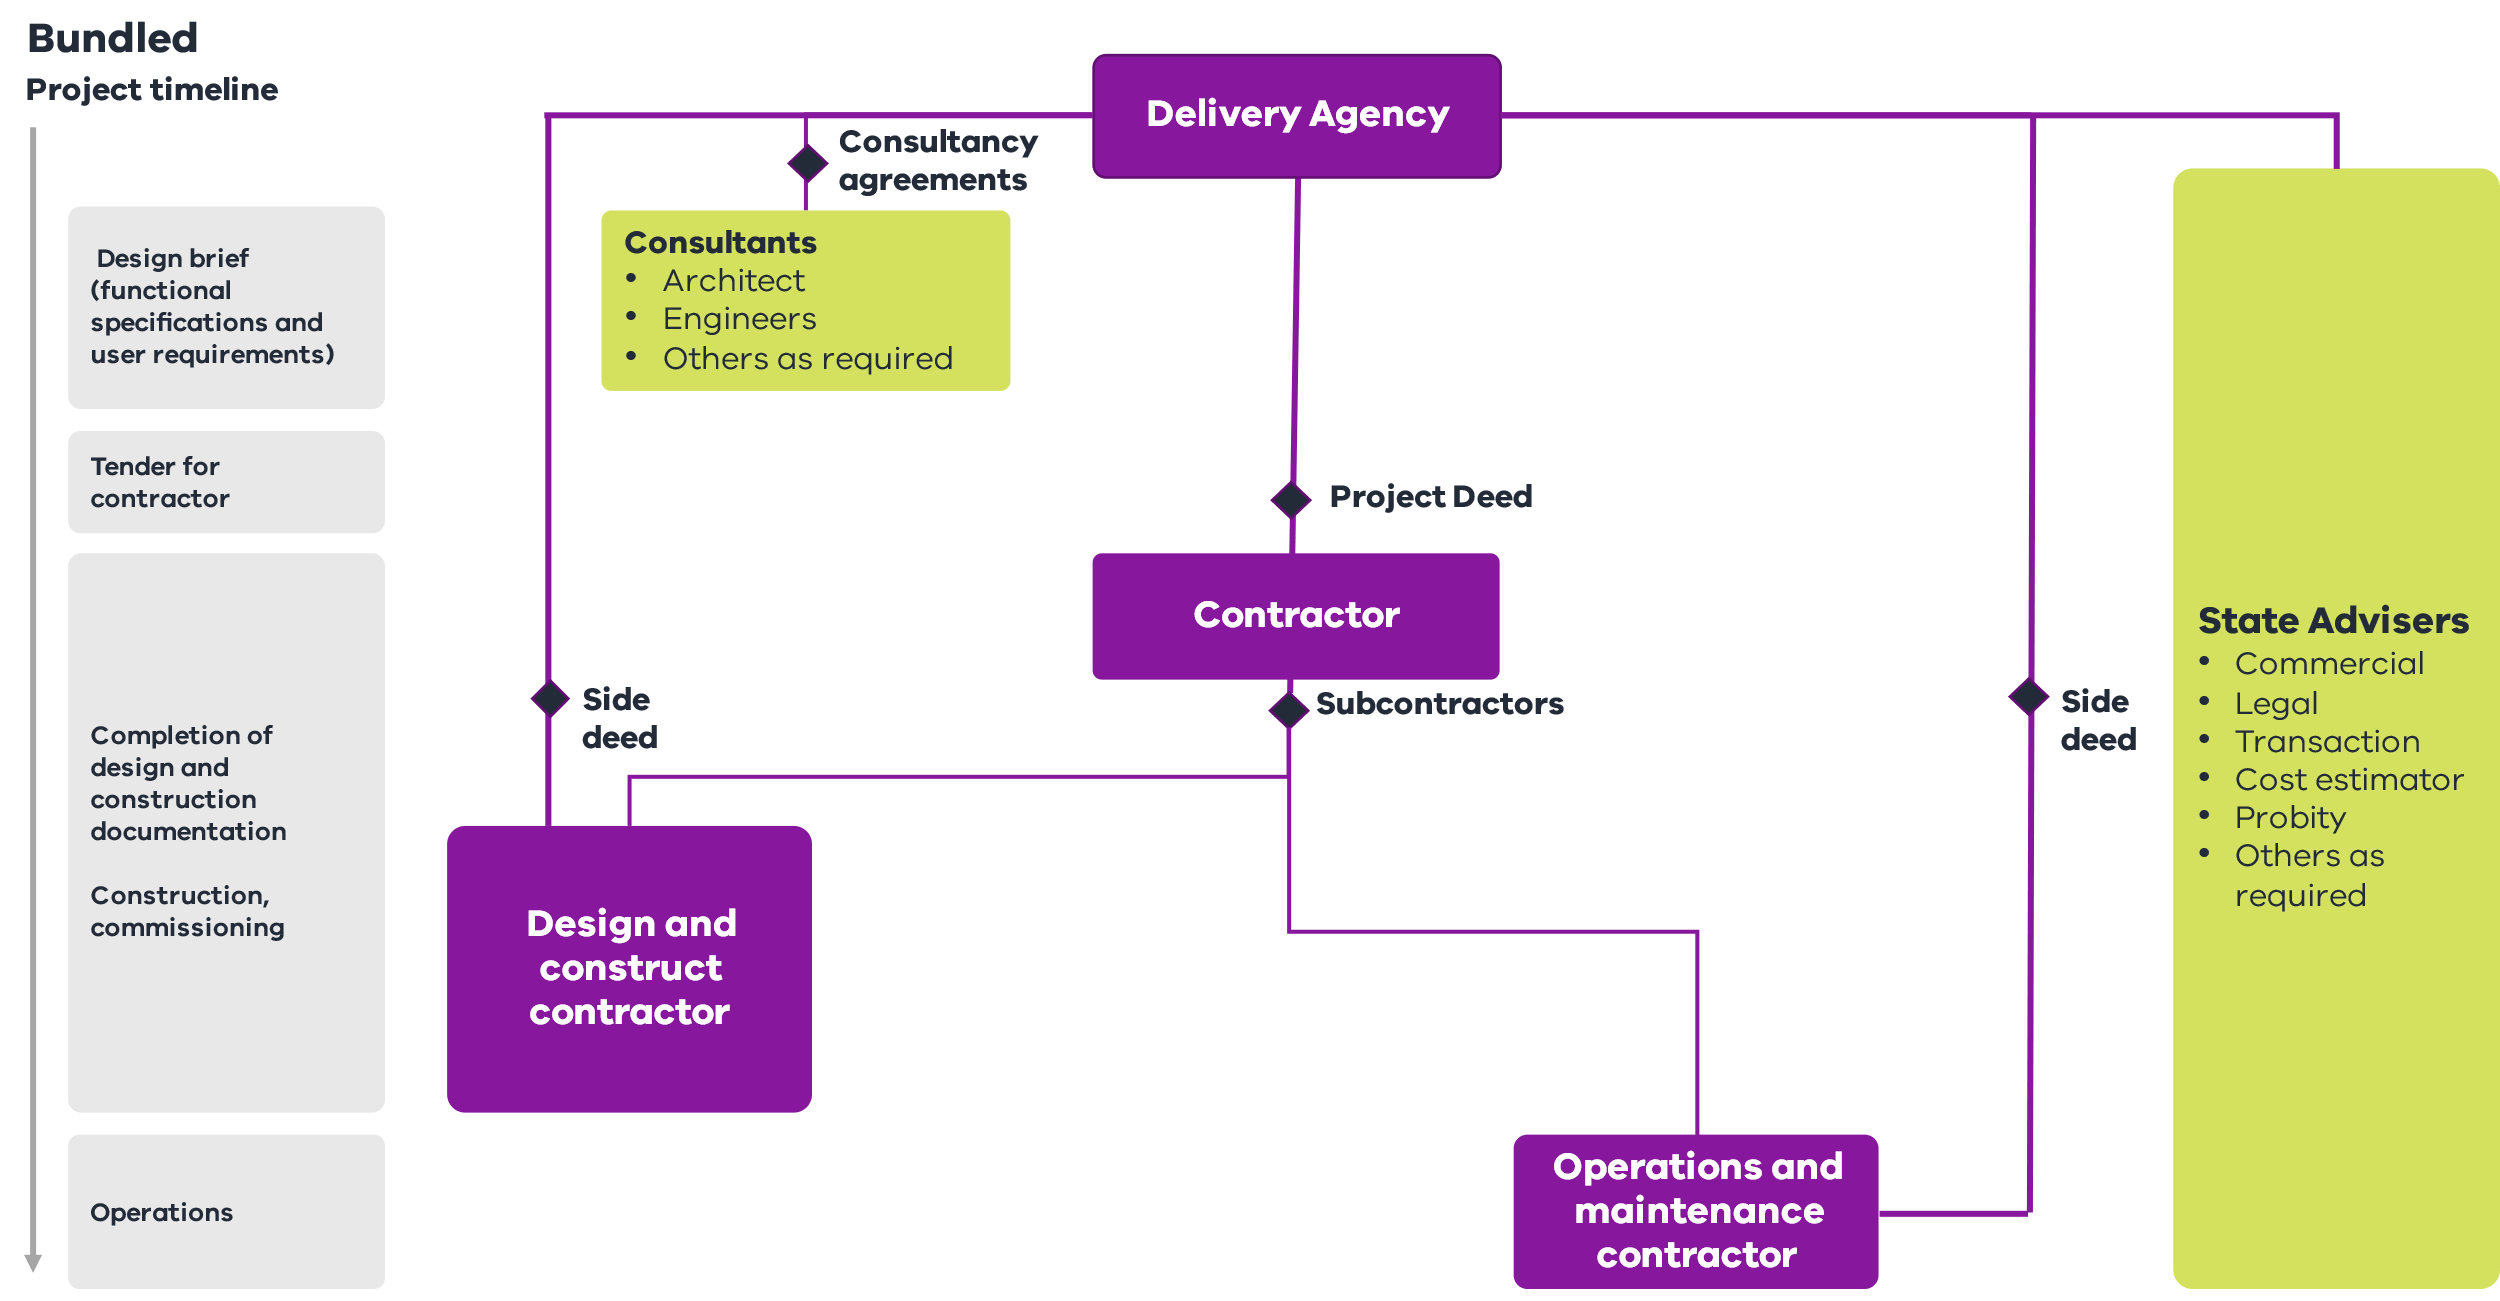 Bundled
Project timeline
Design brief
(functional
specifications and
user requirements)
Tender for
contractor
Completion of
design and
construction
documentation
Construction,
commissioning
Operations
Delivery Agency
Consultancy
agreements
Consultants
• Architect
• Engineers
• Others as required
Project Deed
Contractor
Subcontractors
Side
deed
Design and
construct
contractor
Operations and
maintenance
contractor
Side
deed
State Advisers
• Commercial
• Legal
• Transaction
• Cost estimator
• Probity
• Others as
required